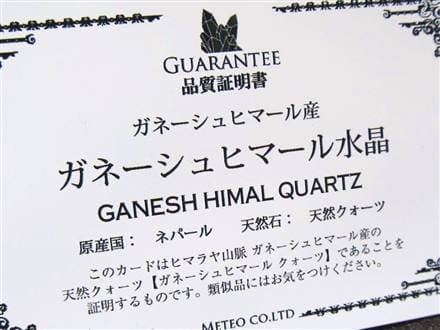 GUARANTEE
品質証明書
ガネーシュヒマール産
ガネーシュヒマール水晶
GANESH HIMAL QUARTZ
原産国： ネパール 天然石： 天然クォーツ
このカードはヒマラヤ山脈 ガネーシュヒマール産の
天然クォーツ【ガネーシュヒマール クォーツ】であることを
証明するものです。類似品にはお気をつけください。
METEO CO.LTD